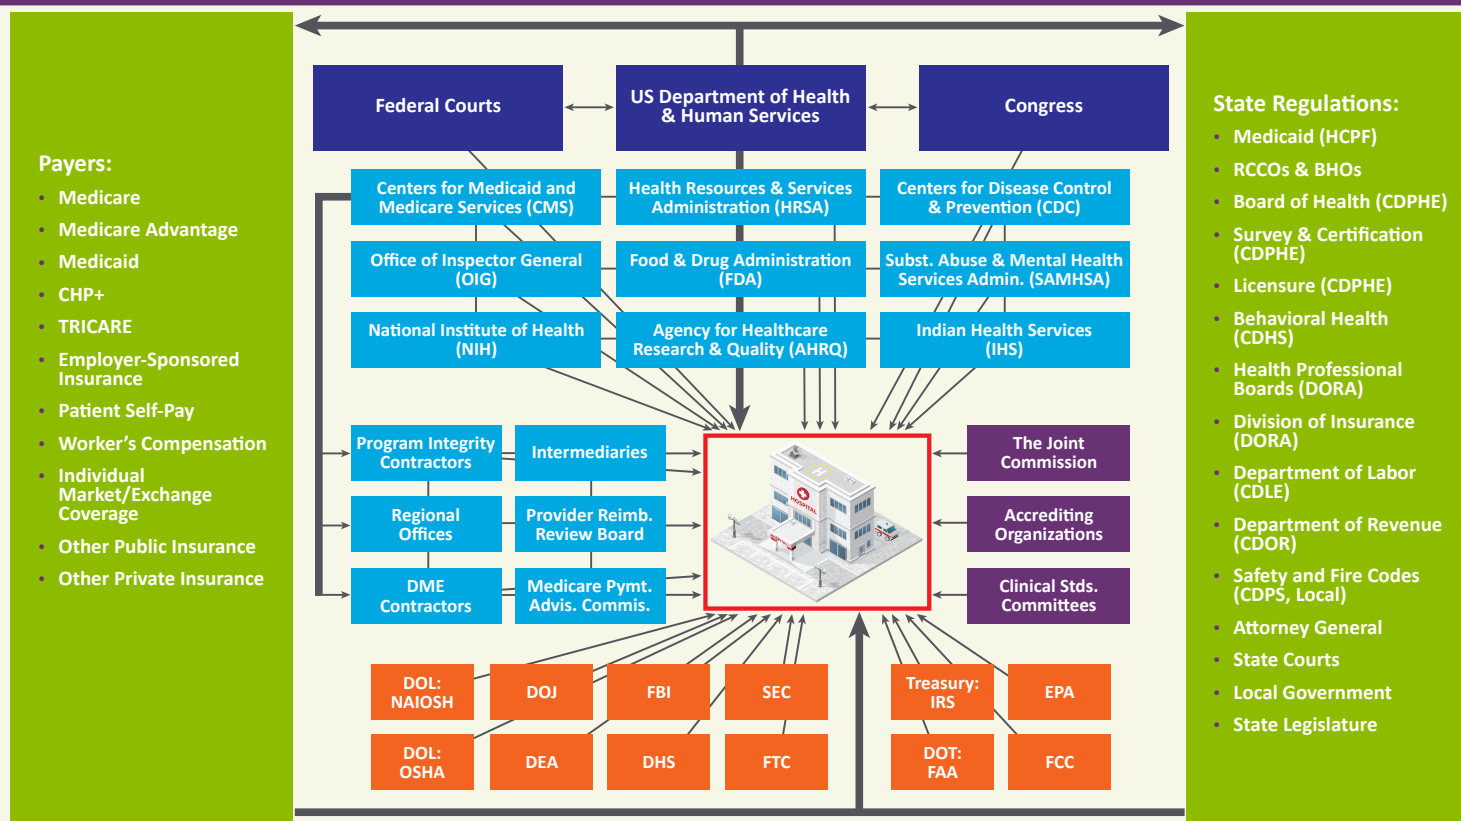 Payers:
• Medicare
• Medicare Advantage
• Medicaid
• CHP+
• TRICARE
• Employer-Sponsored
Insurance
• Patient Self-Pay
• Worker's Compensation
• Individual
Market/Exchange
Coverage
• Other Public Insurance
• Other Private Insurance
Federal Courts
US Department of Health
& Human Services
Congress
Centers for Medicaid and
Medicare Services (CMS)
Health Resources & Services
Administration (HRSA)
Centers for Disease Control
& Prevention (CDC)
Office of Inspector General
(OIG)
Food & Drug Administration
(FDA)
Subst. Abuse & Mental Health
Services Admin. (SAMHSA)
National Institute of Health
(NIH)
Agency for Healthcare
Research & Quality (AHRQ)
Indian Health Services
(IHS)
Program Integrity
Contractors
Intermediaries
Regional
Offices
Provider Reimb.
Review Board
DME
Contractors
Medicare Pymt.
Advis. Commis.
H
HOSPITAL
The Joint
Commission
Accrediting
Organizations
Clinical Stds.
Committees
DOL:
NAIOSH
DOJ
FBI
SEC
Treasury:
IRS
EPA
DOL:
OSHA
DEA
DHS
FTC
DOT:
FAA
FCC
State Regulations:
• Medicaid (HCPF)
• RCCOs & BHOs
• Board of Health (CDPHE)
• Survey & Certification
(CDPHE)
• Licensure (CDPHE)
• Behavioral Health
(CDHS)
• Health Professional
Boards (DORA)
• Division of Insurance
(DORA)
• Department of Labor
(CDLE)
• Department of Revenue
(CDOR)
• Safety and Fire Codes
(CDPS, Local)
• Attorney General
• State Courts
• Local Government
• State Legislature